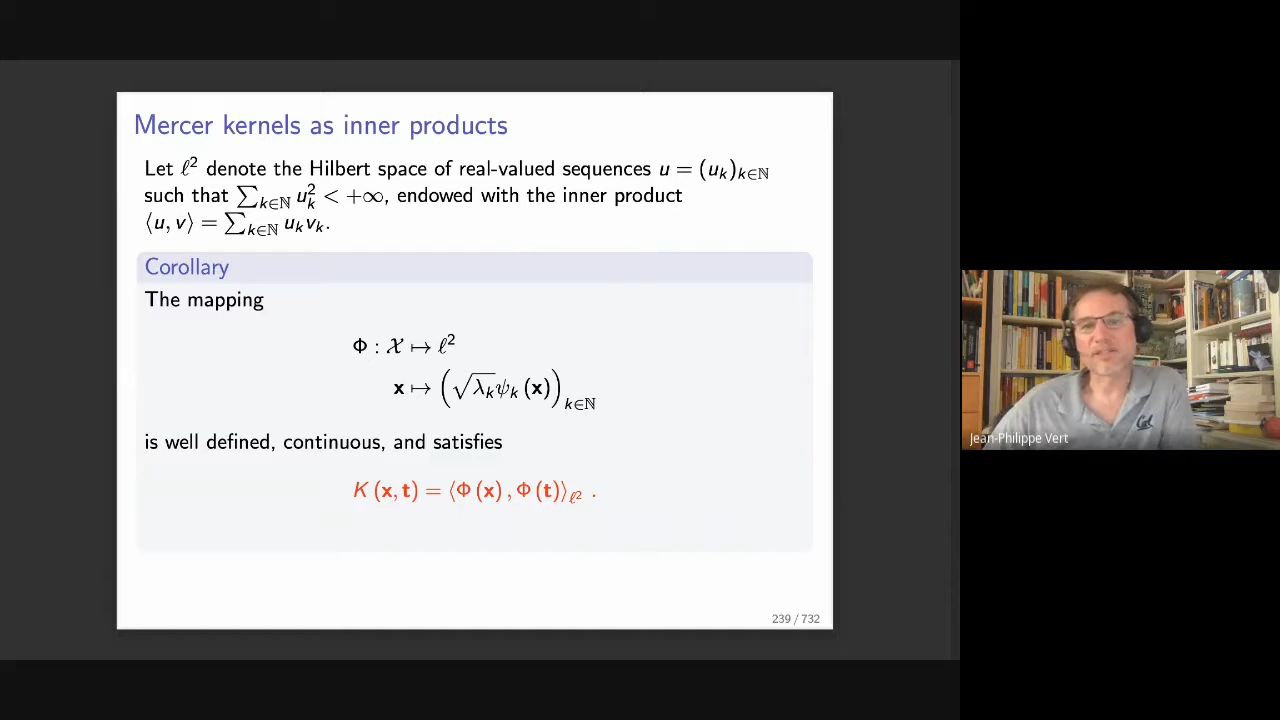 Mercer kernels as inner products
Let ℓ² denote the Hilbert space of real-valued sequences u = (u_k)_{k∈ℕ}
such that ∑_{k∈ℕ} u_k² < +∞, endowed with the inner product
⟨u, v⟩ = ∑_{k∈ℕ} u_k v_k.
Corollary
The mapping
Φ : 𝒳 ↦ ℓ²
x ↦ (√λ_k ψ_k (x))_{k∈ℕ}
is well defined, continuous, and satisfies
K (x, t) = ⟨Φ (x) , Φ (t)⟩_{ℓ²} .
239 / 732
Jean-Philippe Vert
Cal